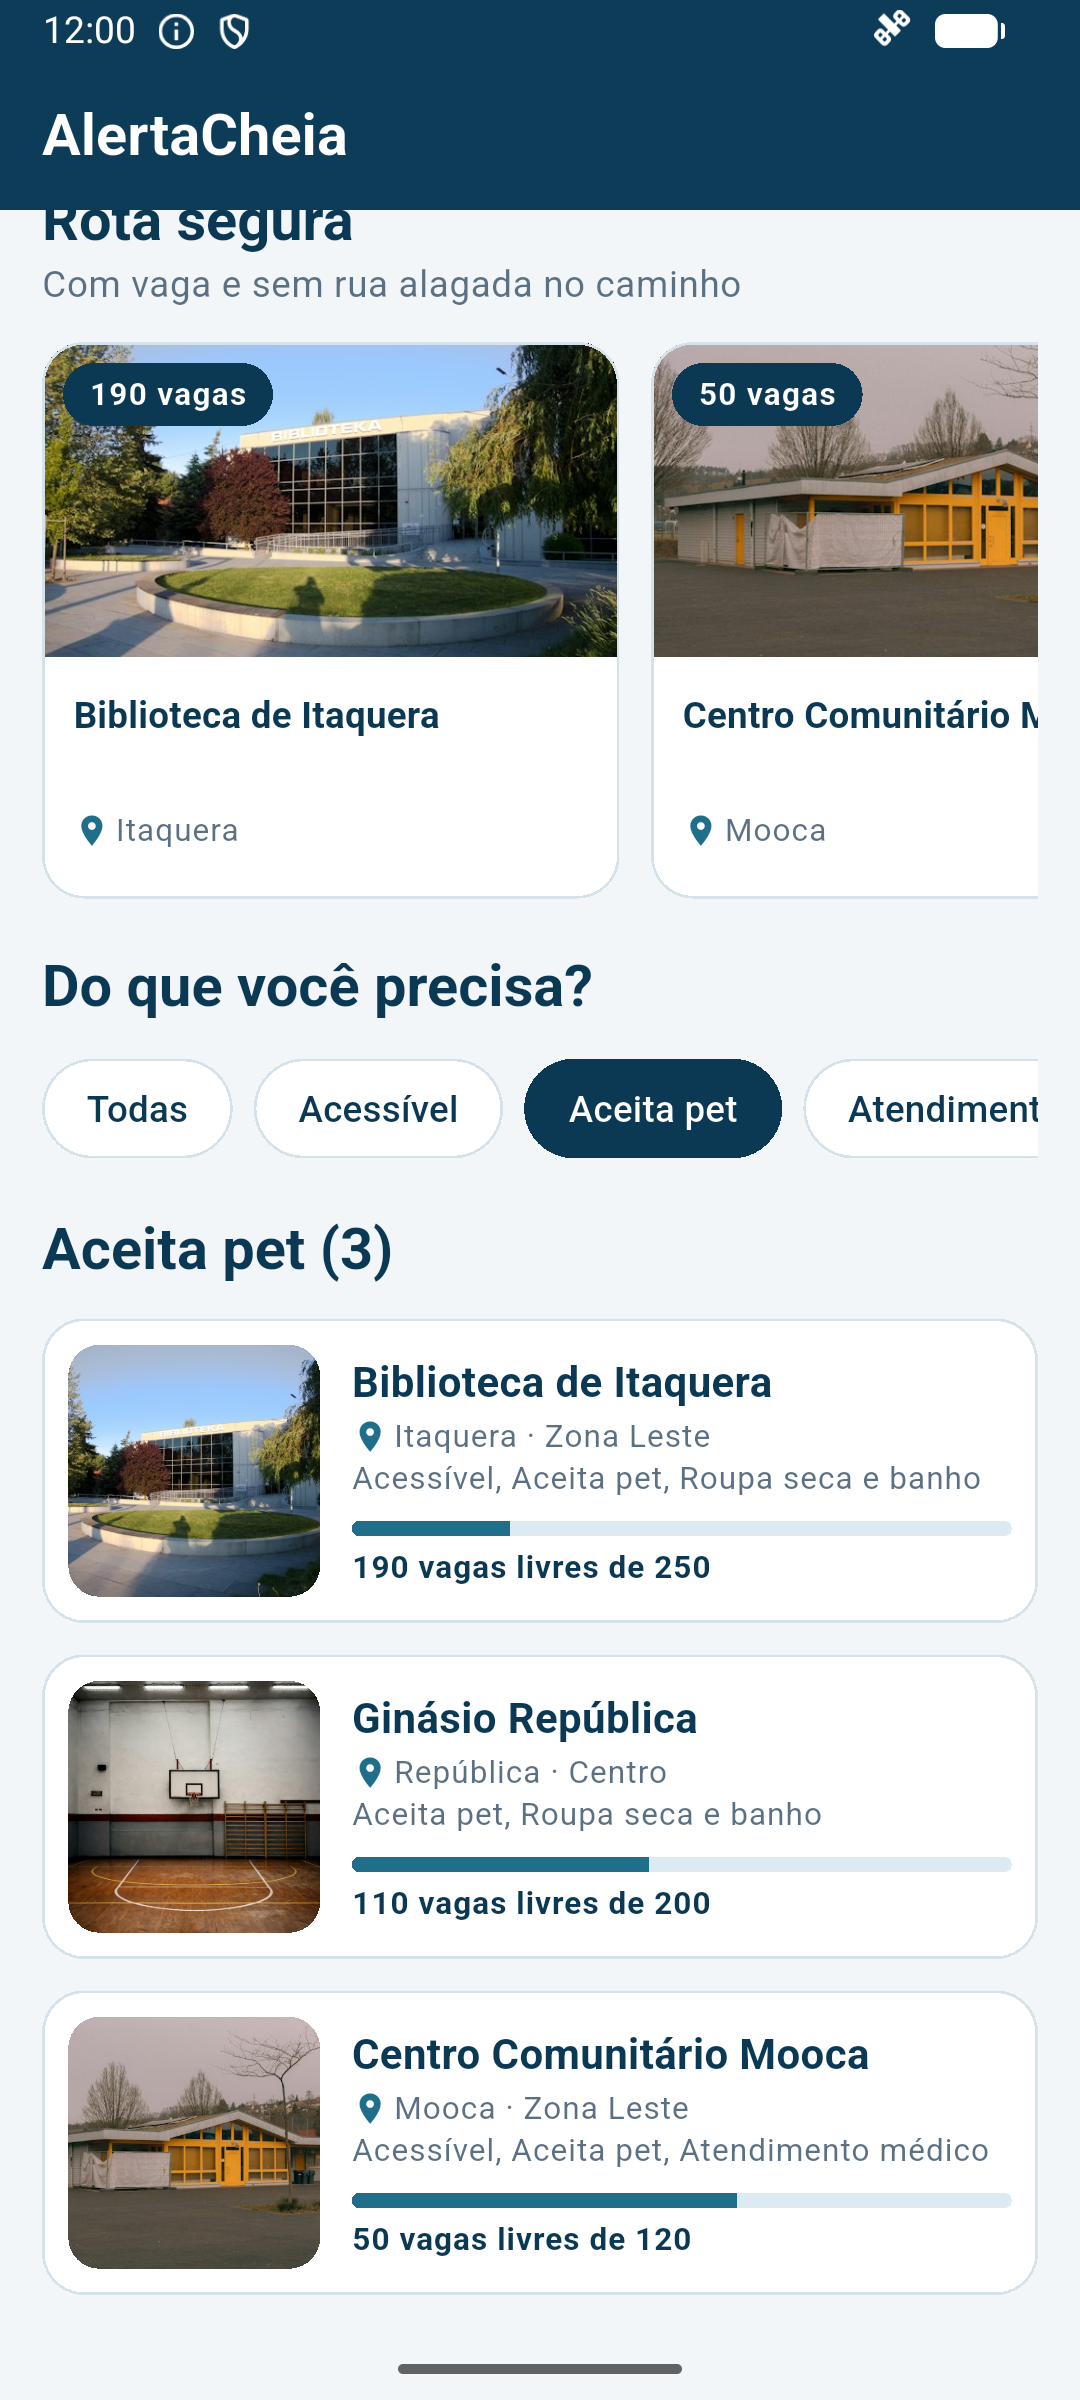 12:00
AlertaCheia
Rota segura
Com vaga e sem rua alagada no caminho
190 vagas
50 vagas
BIBLIOTEKA
Biblioteca de Itaquera
Centro Comunitário M
Itaquera
Mooca
Do que você precisa?
Todas
Acessível
Aceita pet
Atendiment
Aceita pet (3)
Biblioteca de Itaquera
Itaquera · Zona Leste
Acessível, Aceita pet, Roupa seca e banho
190 vagas livres de 250
Ginásio República
República · Centro
Aceita pet, Roupa seca e banho
110 vagas livres de 200
Centro Comunitário Mooca
Mooca · Zona Leste
Acessível, Aceita pet, Atendimento médico
50 vagas livres de 120